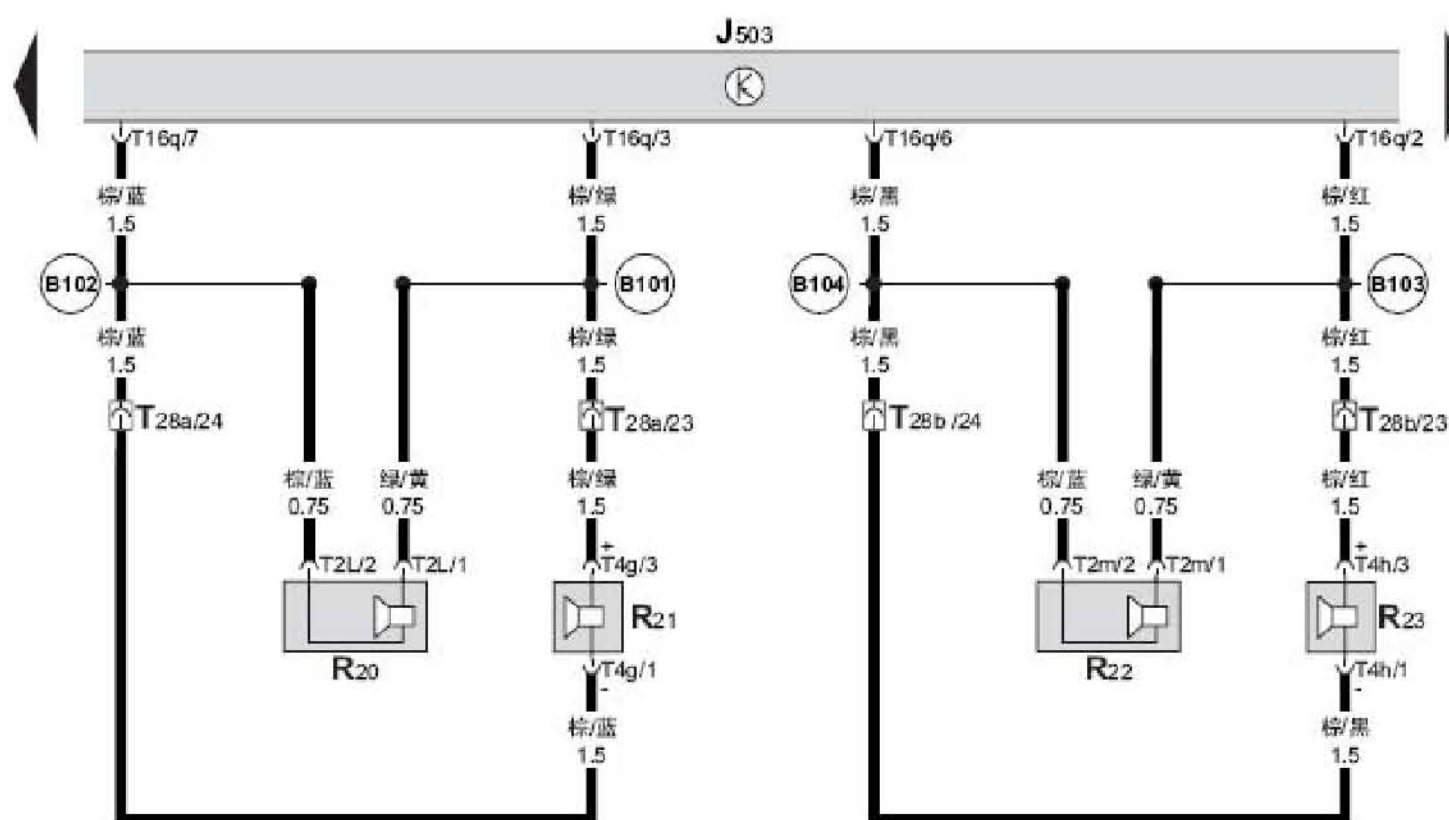 J503
K
T16q/7
T16q/3
T16q/6
T16q/2
棕/蓝
1.5
棕/绿
1.5
棕/黑
1.5
棕/红
1.5
B102
B101
B104
B103
棕/蓝
1.5
棕/绿
1.5
棕/黑
1.5
棕/红
1.5
T28a/24
T28a/23
T28b/24
T28b/23
棕/蓝
0.75
绿/黄
0.75
棕/绿
1.5
棕/蓝
0.75
绿/黄
0.75
棕/红
1.5
T2L/2
T2L/1
+
T4g/3
T2m/2
T2m/1
+
T4h/3
R20
R21
R22
R23
T4g/1
-
T4h/1
-
棕/蓝
1.5
棕/黑
1.5